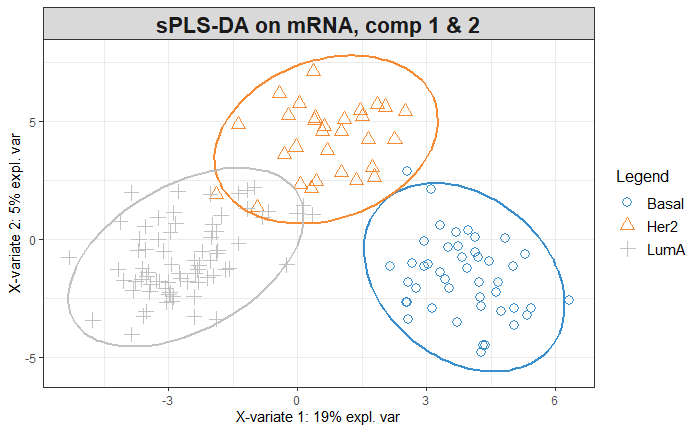 sPLS-DA on mRNA, comp 1 & 2
X-variate 2: 5% expl. var
5
0
-5
-3
0
3
6
X-variate 1: 19% expl. var
Legend
Basal
Her2
LumA